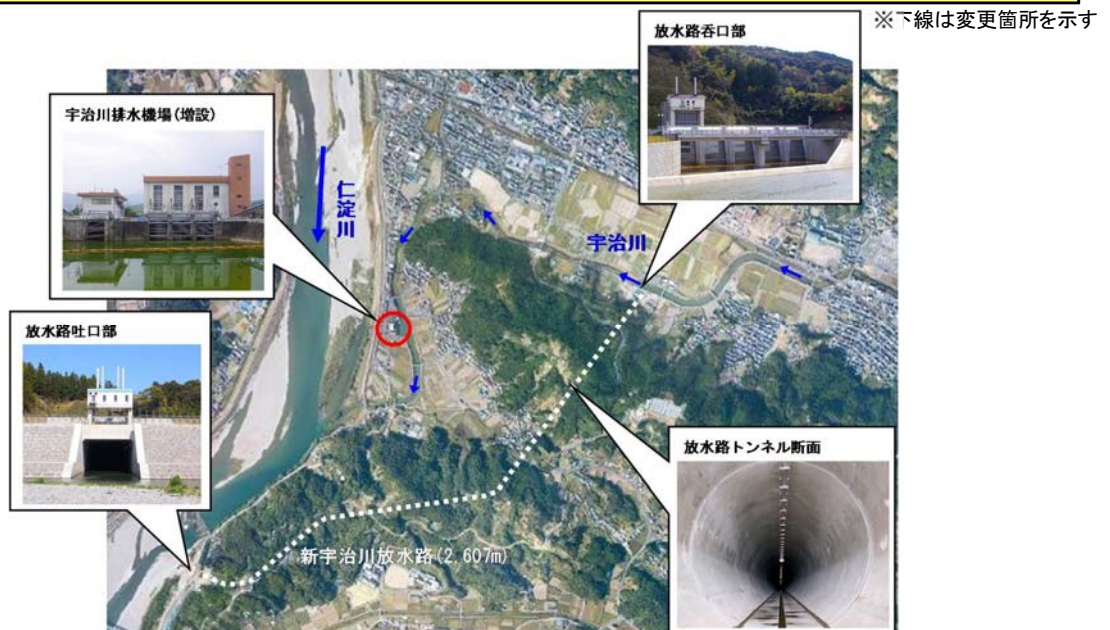 ※下線は変更箇所を示す
放水路呑口部
宇治川排水機場(増設)
仁淀川
宇治川
放水路吐口部
放水路トンネル断面
新宇治川放水路(2,607m)